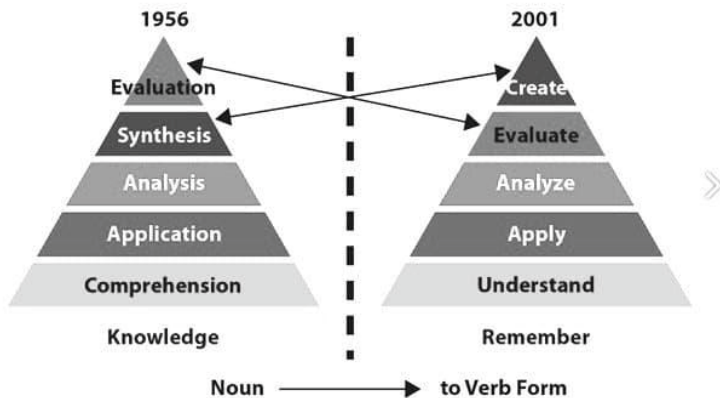 1956
Evaluation
Synthesis
Analysis
Application
Comprehension
Knowledge
2001
Create
Evaluate
Analyze
Apply
Understand
Remember
Noun to Verb Form